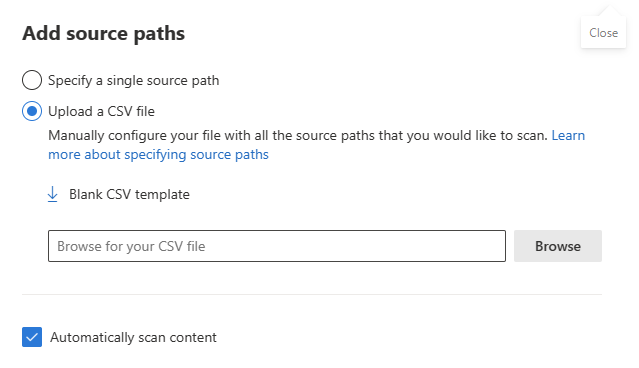 Add source paths
Close
Specify a single source path
Upload a CSV file
Manually configure your file with all the source paths that you would like to scan. Learn
more about specifying source paths
Blank CSV template
Browse for your CSV file
Browse
Automatically scan content